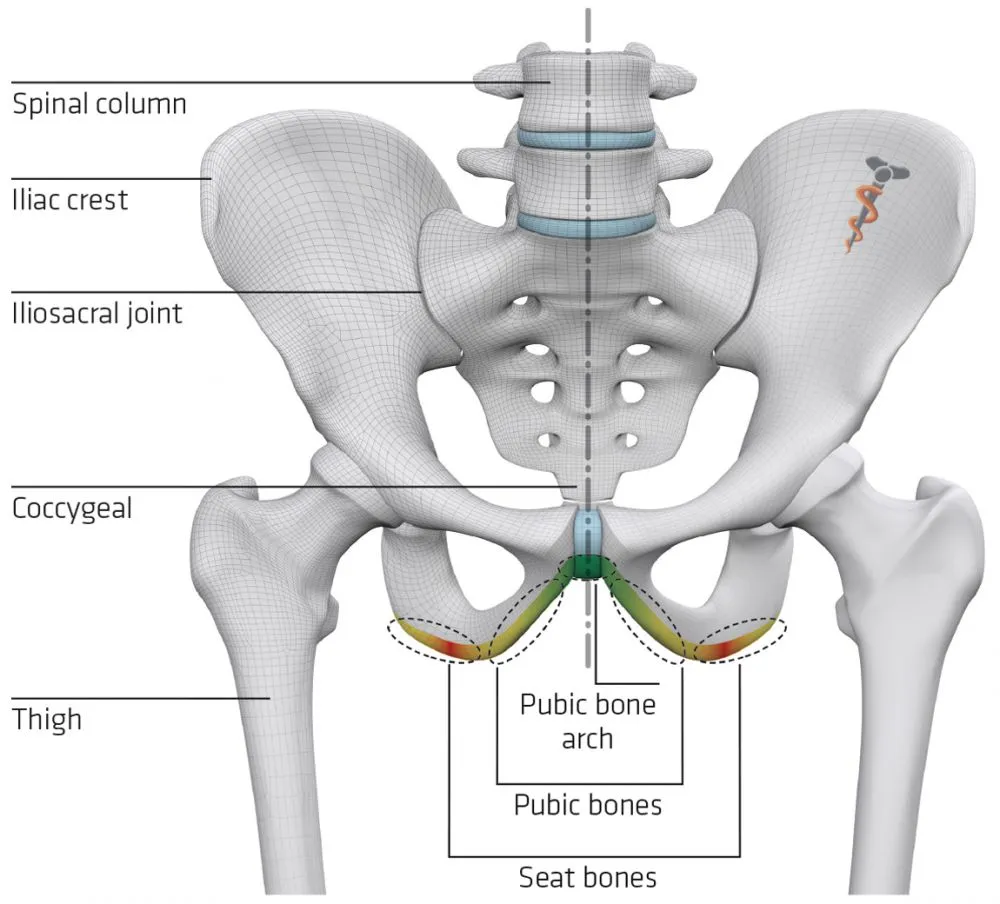 Spinal column
Iliac crest
Iliosacral joint
Coccygeal
Thigh
Pubic bone
arch
Pubic bones
Seat bones